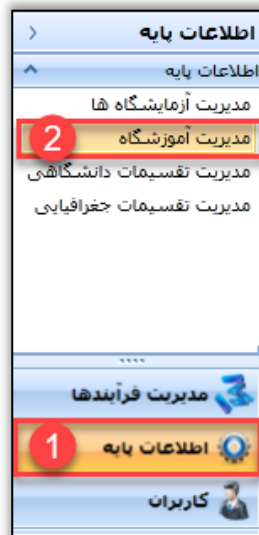 اطلاعات پایه
اطلاعات پایه
مدیریت آزمایشگاه ها
مدیریت آموزشگاه
2
مدیریت تقسیمات دانشگاهی
مدیریت تقسیمات جغرافیایی
مدیریت فرآیندها
اطلاعات پایه
1
کاربران